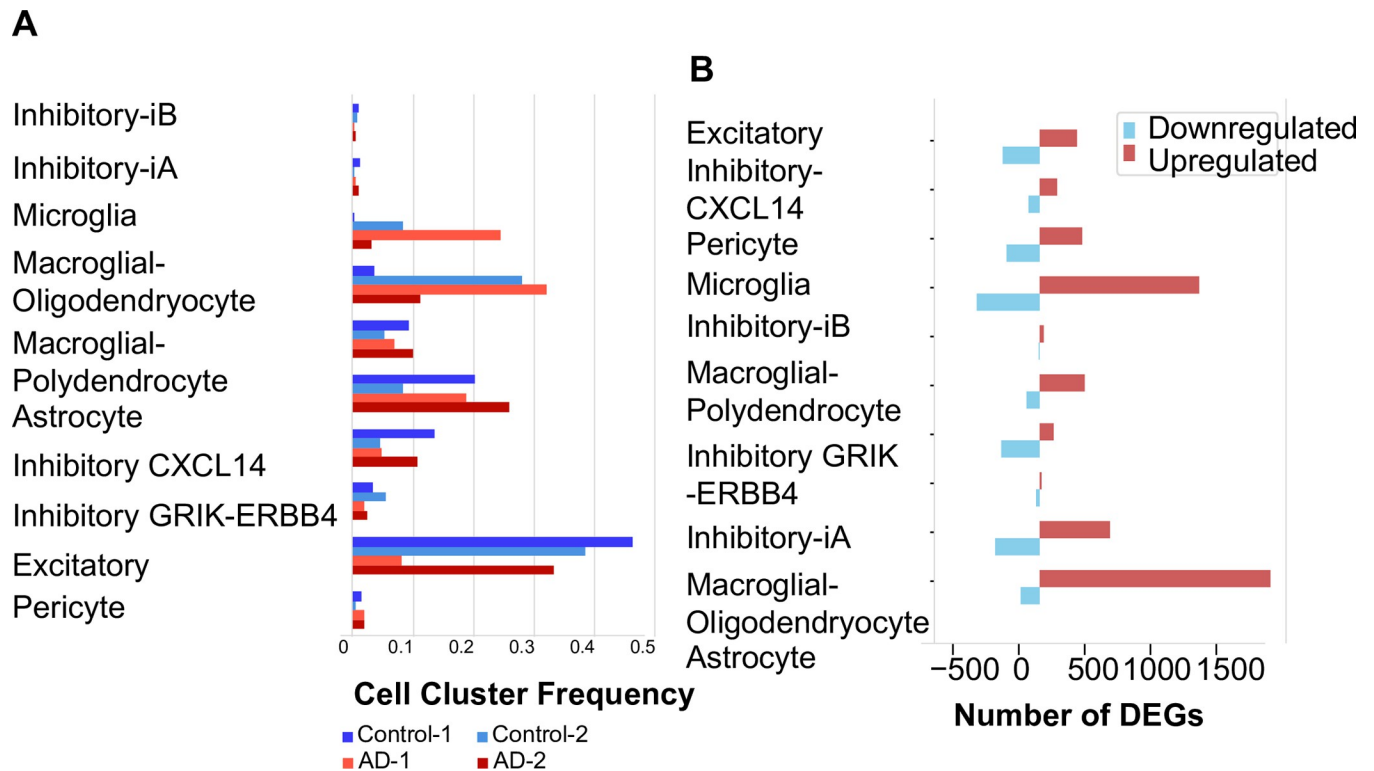 A
Inhibitory-iB
Inhibitory-iA
Microglia
Macroglial-
Oligodendryocyte
Macroglial-
Polydendrocyte
Astrocyte
Inhibitory CXCL14
Inhibitory GRIK-ERBB4
Excitatory
Pericyte
0 0.1 0.2 0.3 0.4 0.5
Cell Cluster Frequency
Control-1 Control-2
AD-1 AD-2
B
Excitatory
Inhibitory-
CXCL14
Pericyte
Microglia
Inhibitory-iB
Macroglial-
Polydendrocyte
Inhibitory GRIK
-ERBB4
Inhibitory-iA
Macroglial-
Oligodendryocyte
Astrocyte
Downregulated
Upregulated
−500 0 500 1000 1500
Number of DEGs